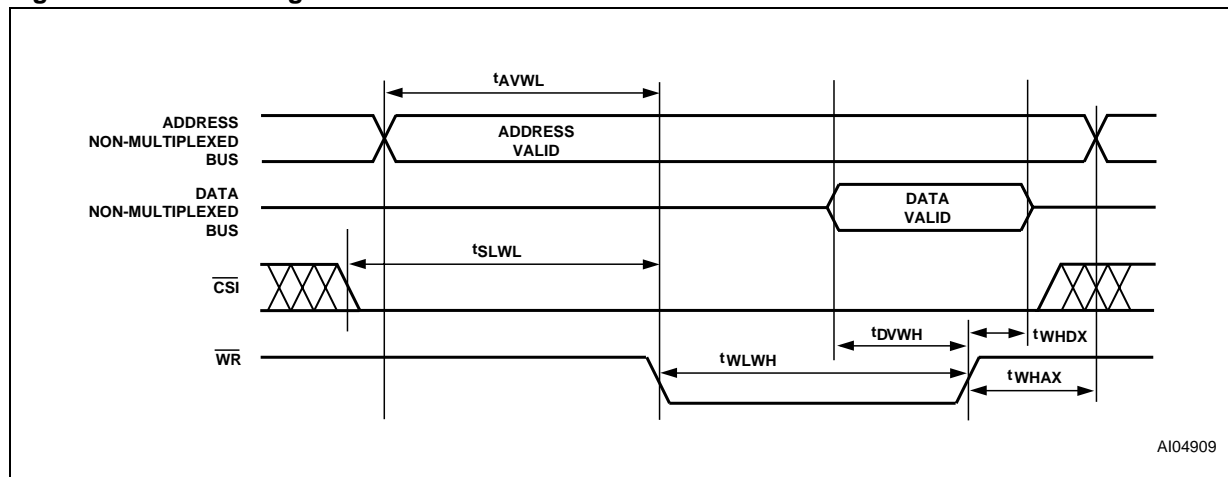 tAVWL
ADDRESS
NON-MULTIPLEXED
BUS
ADDRESS
VALID
DATA
NON-MULTIPLEXED
BUS
DATA
VALID
tSLWL
CSI
tDVWH
tWHDX
WR
tWLWH
tWHAX
AI04909